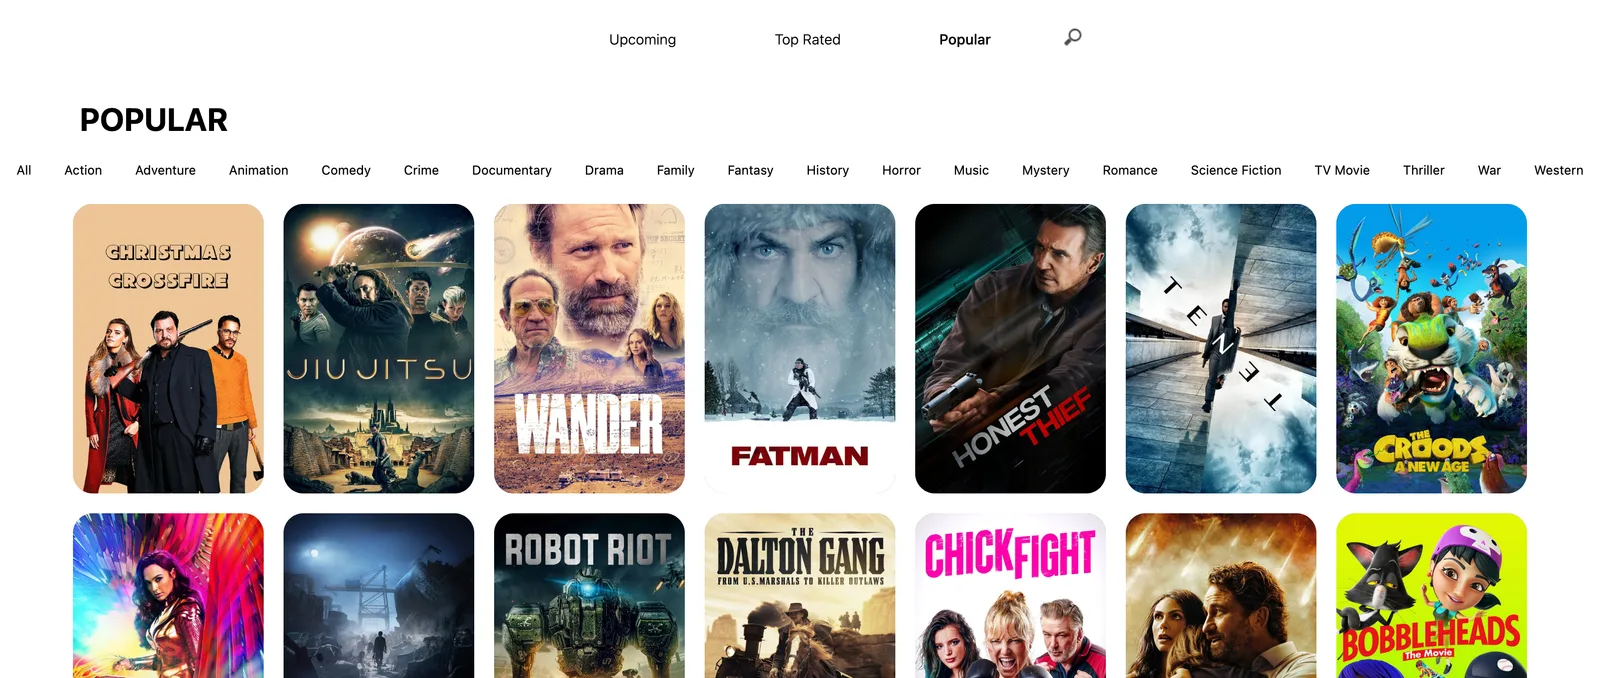 Upcoming Top Rated Popular
POPULAR
All Action Adventure Animation Comedy Crime Documentary Drama Family Fantasy History Horror Music Mystery Romance Science Fiction TV Movie Thriller War Western
CHRISTMAS
CROSSFIRE
JIU JITSU
WANDER
FATMAN
HONEST
THIEF
TENET
THE
CROODS
A NEW AGE
ROBOT RIOT
THE
DALTON GANG
FROM U.S. MARSHALS TO KILLER OUTLAWS
CHICK FIGHT
BOBBLEHEADS
The Movie